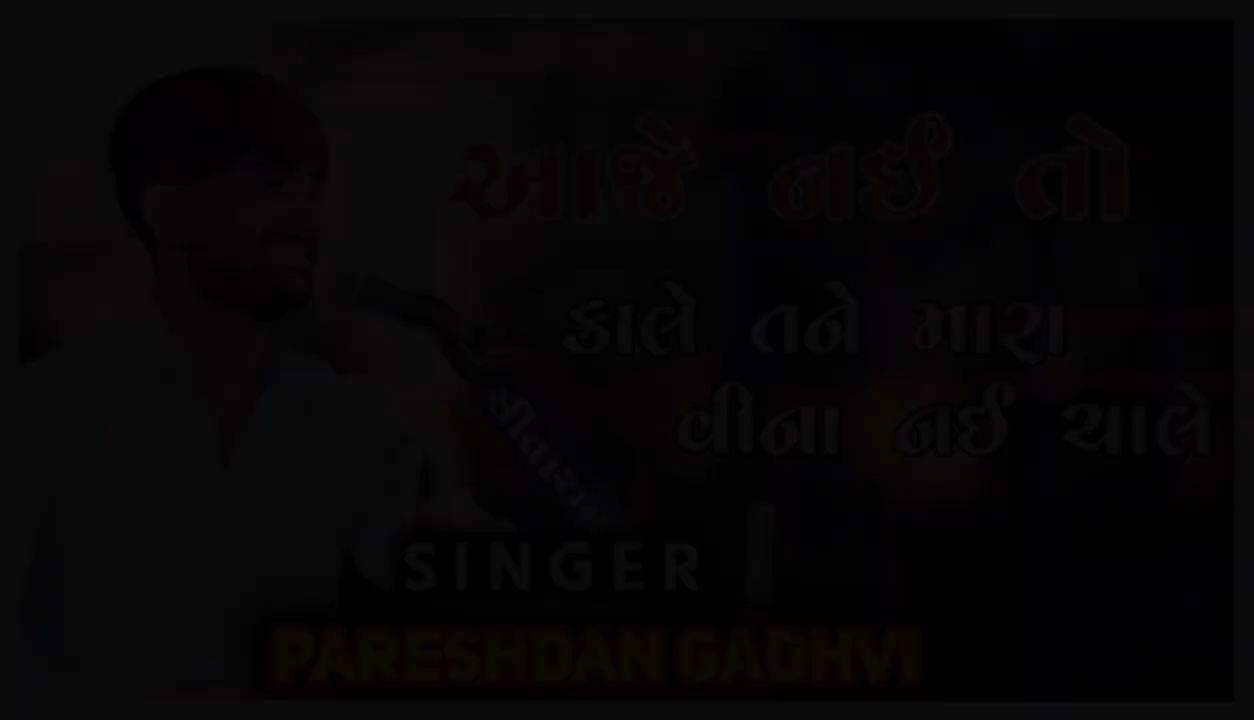 આજે નઈ તો
કાલે તને મારા
વીના નઈ ચાલે
સીતારામ
SINGER
PARESHDAN GADHVI